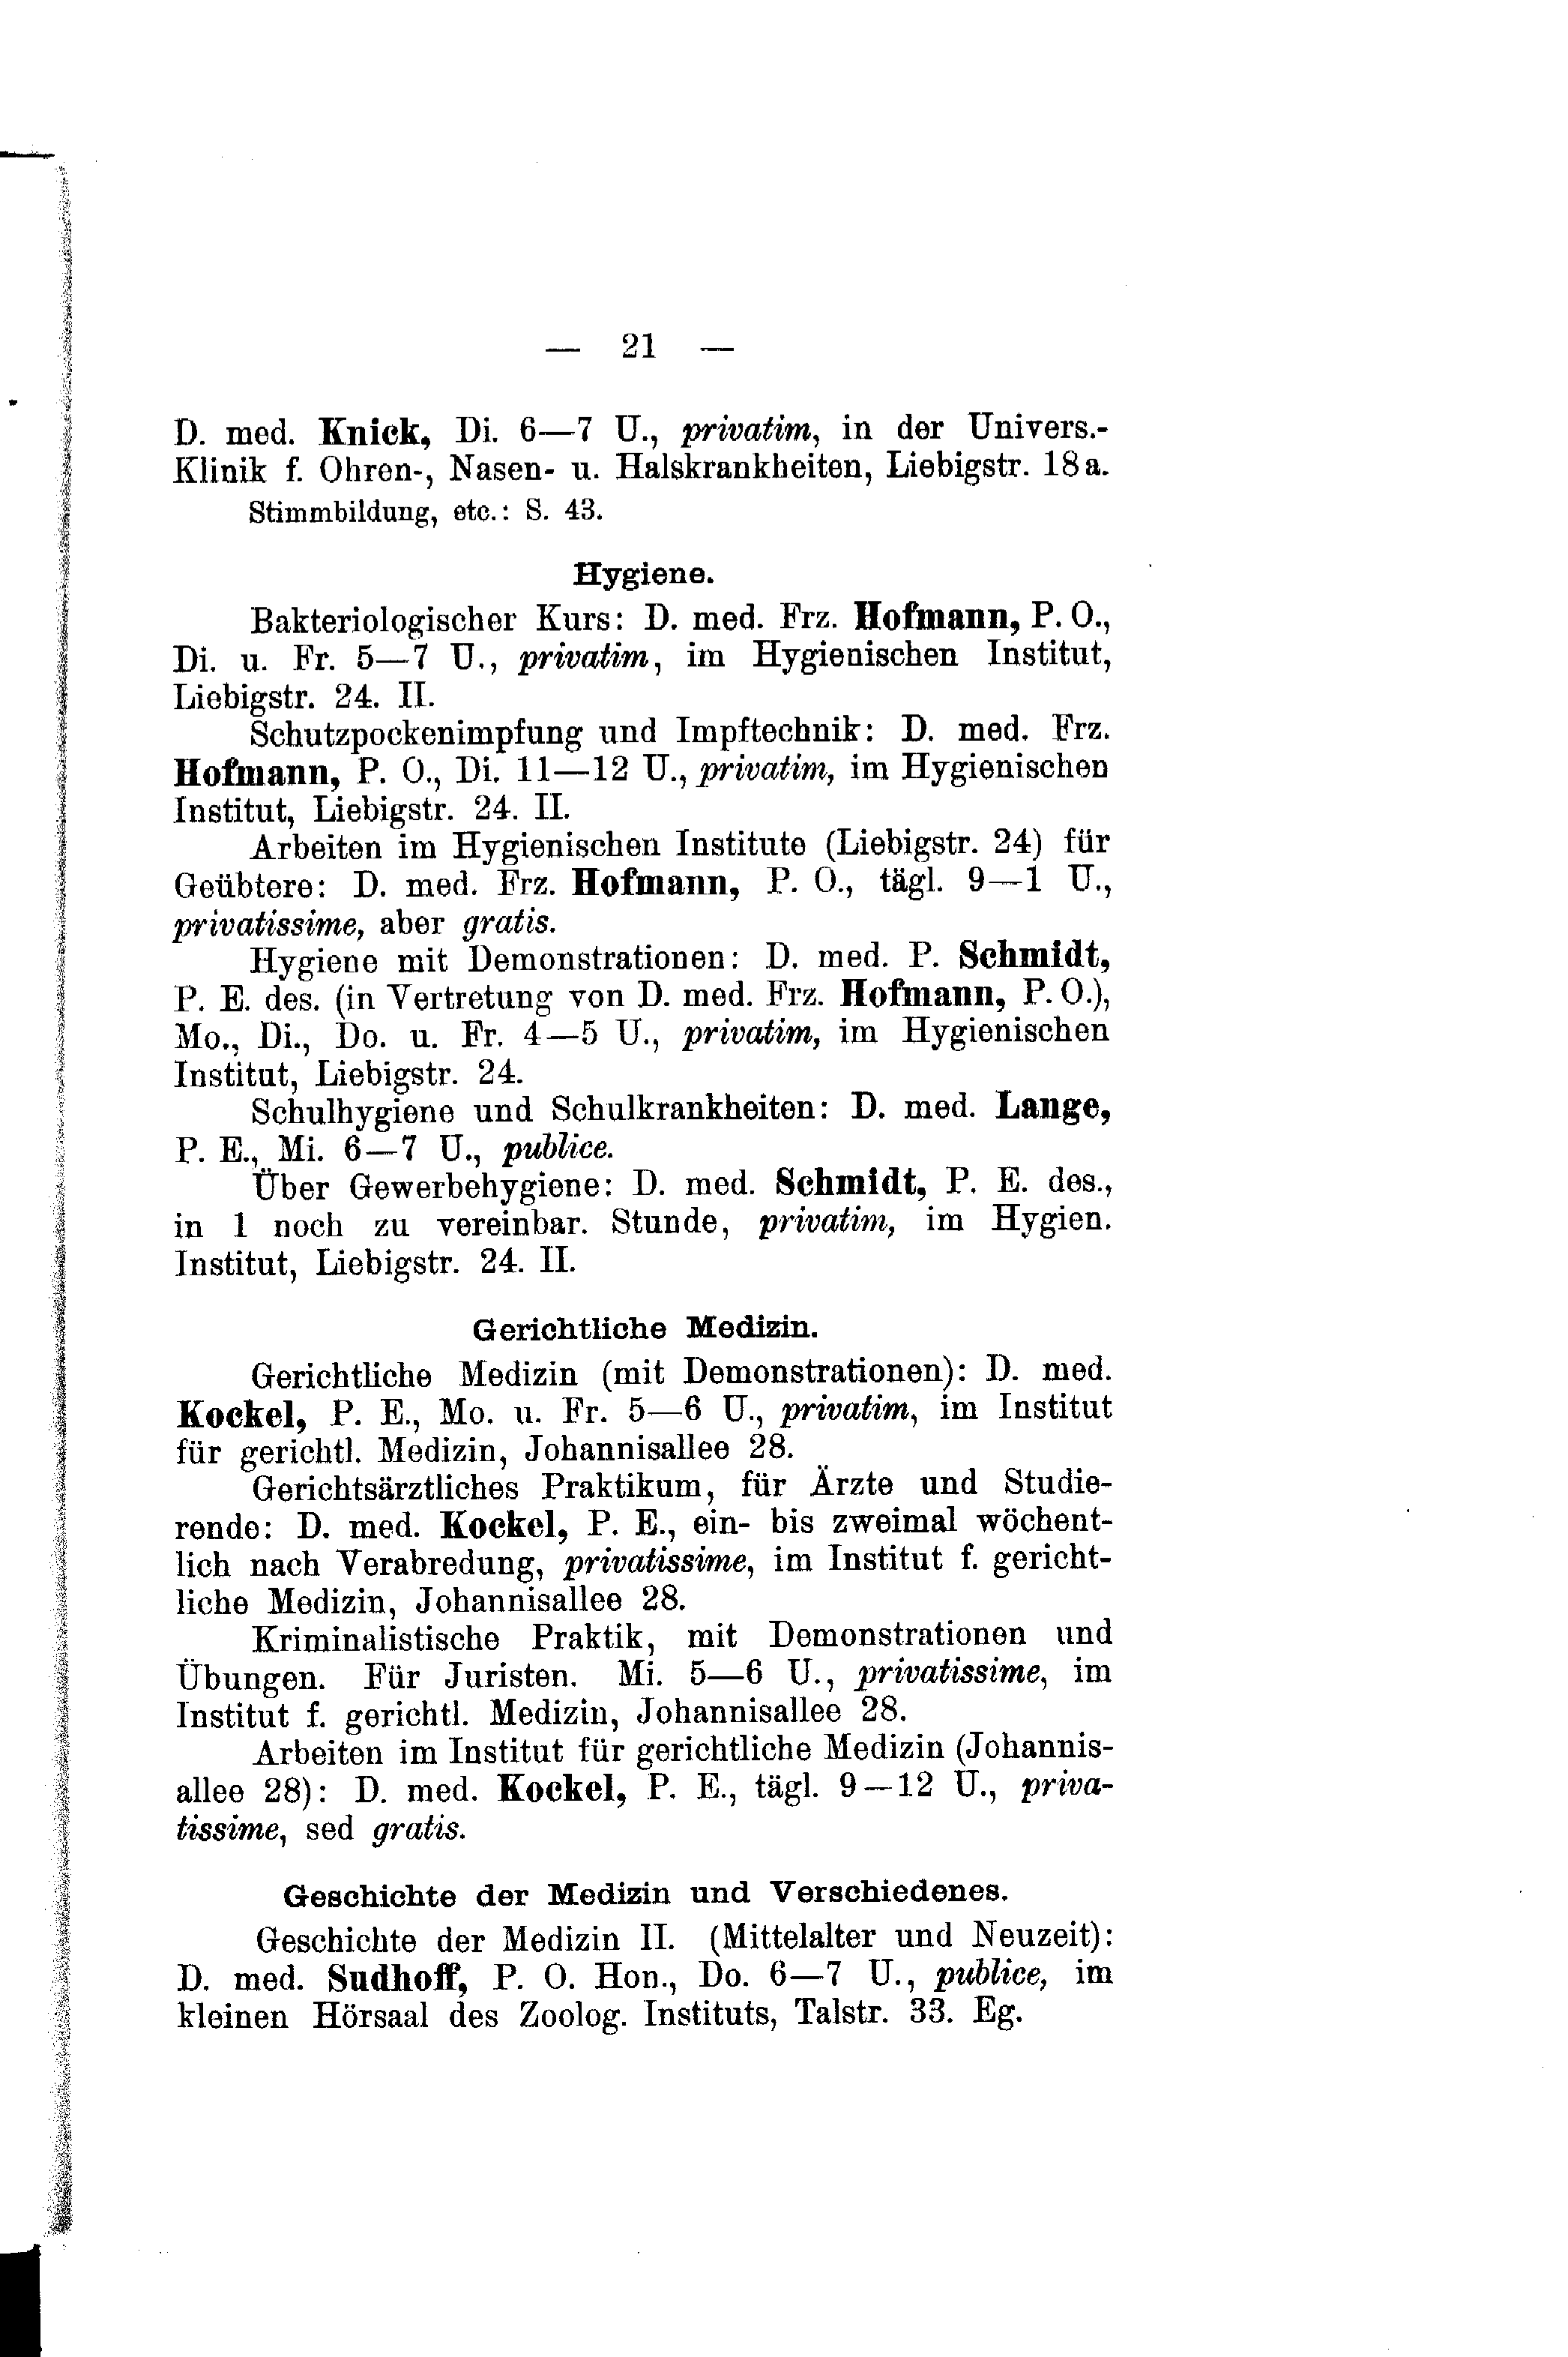 — 21 —
D. med. Knick, Di. 6—7 U., privatim, in der Univers.-
Klinik f. Ohren-, Nasen- u. Halskrankheiten, Liebigstr. 18a.
Stimmbildung, etc.: S. 43.
Hygiene.
Bakteriologischer Kurs: D. med. Frz. Hofmann, P. O.,
Di. u. Fr. 5—7 U., privatim, im Hygienischen Institut,
Liebigstr. 24. II.
Schutzpockenimpfung und Impftechnik: D. med. Frz.
Hofmann, P. O., Di. 11—12 U., privatim, im Hygienischen
Institut, Liebigstr. 24. II.
Arbeiten im Hygienischen Institute (Liebigstr. 24) für
Geübtere: D. med. Frz. Hofmann, P. O., tägl. 9—1 U.,
privatissime, aber gratis.
Hygiene mit Demonstrationen: D. med. P. Schmidt,
P. E. des. (in Vertretung von D. med. Frz. Hofmann, P. O.),
Mo., Di., Do. u. Fr. 4—5 U., privatim, im Hygienischen
Institut, Liebigstr. 24.
Schulhygiene und Schulkrankheiten: D. med. Lange,
P. E., Mi. 6—7 U., publice.
Über Gewerbehygiene: D. med. Schmidt, P. E. des.,
in 1 noch zu vereinbar. Stunde, privatim, im Hygien.
Institut, Liebigstr. 24. II.
Gerichtliche Medizin.
Gerichtliche Medizin (mit Demonstrationen): D. med.
Kockel, P. E., Mo. u. Fr. 5—6 U., privatim, im Institut
für gerichtl. Medizin, Johannisallee 28.
Gerichtsärztliches Praktikum, für Ärzte und Studie-
rende: D. med. Kockel, P. E., ein- bis zweimal wöchent-
lich nach Verabredung, privatissime, im Institut f. gericht-
liche Medizin, Johannisallee 28.
Kriminalistische Praktik, mit Demonstrationen und
Übungen. Für Juristen. Mi. 5—6 U., privatissime, im
Institut f. gerichtl. Medizin, Johannisallee 28.
Arbeiten im Institut für gerichtliche Medizin (Johannis-
allee 28): D. med. Kockel, P. E., tägl. 9—12 U., priva-
tissime, sed gratis.
Geschichte der Medizin und Verschiedenes.
Geschichte der Medizin II. (Mittelalter und Neuzeit):
D. med. Sudhoff, P. O. Hon., Do. 6—7 U., publice, im
kleinen Hörsaal des Zoolog. Instituts, Talstr. 33. Eg.